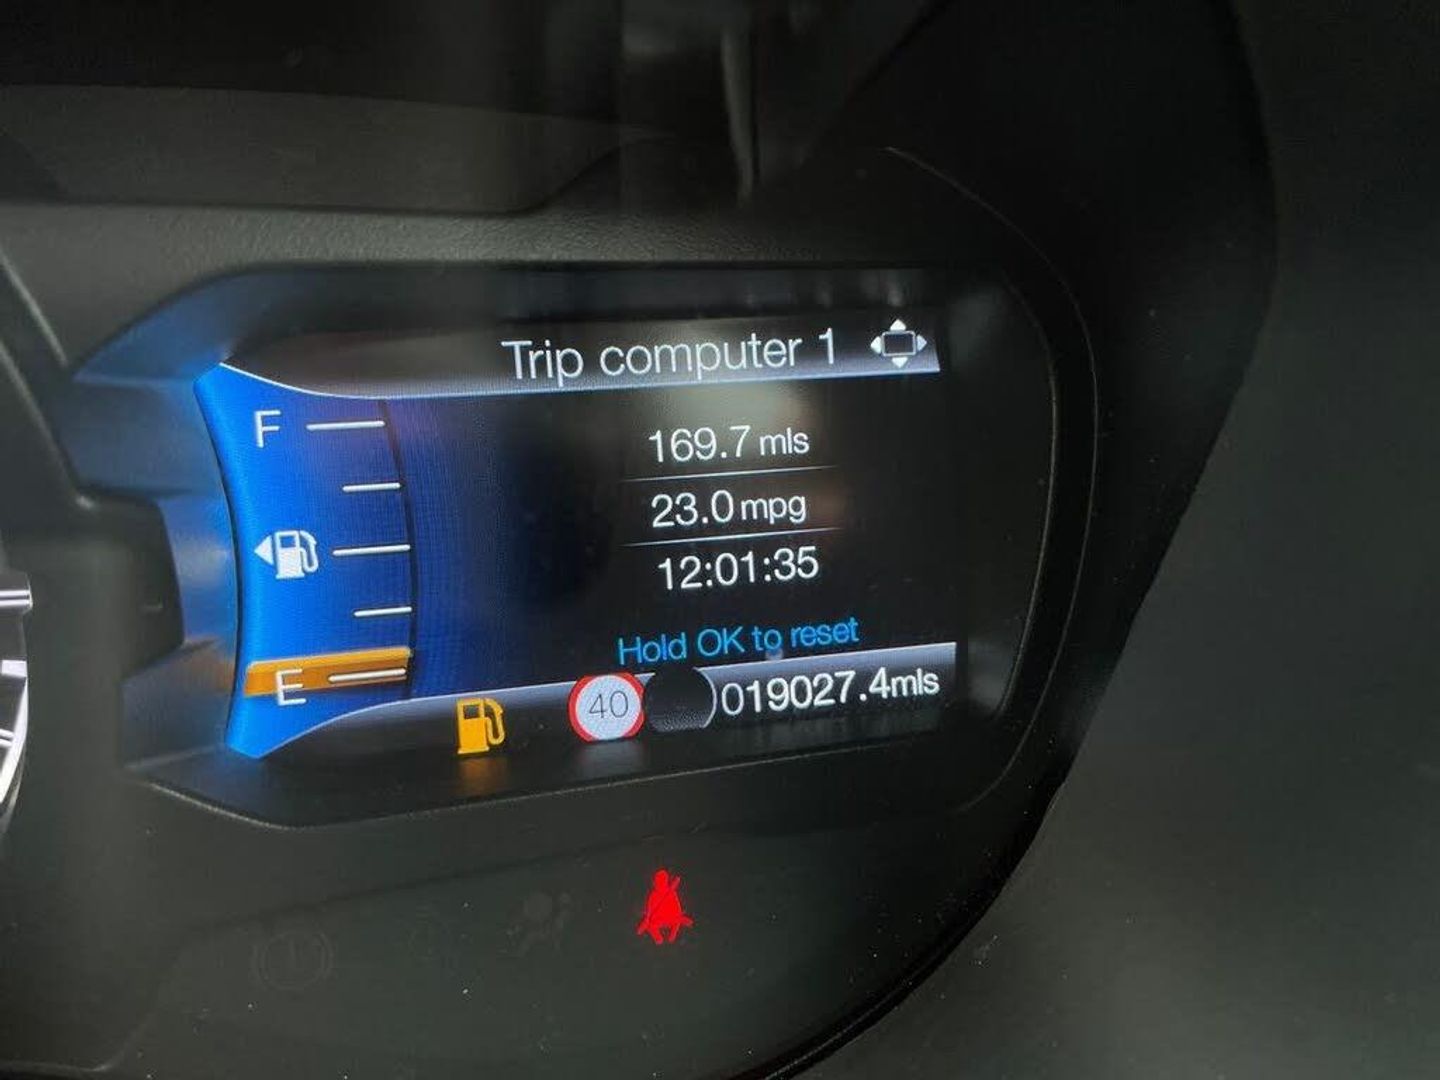 Trip computer 1
F
169.7 mls
23.0 mpg
12:01:35
Hold OK to reset
E
40
019027.4mls